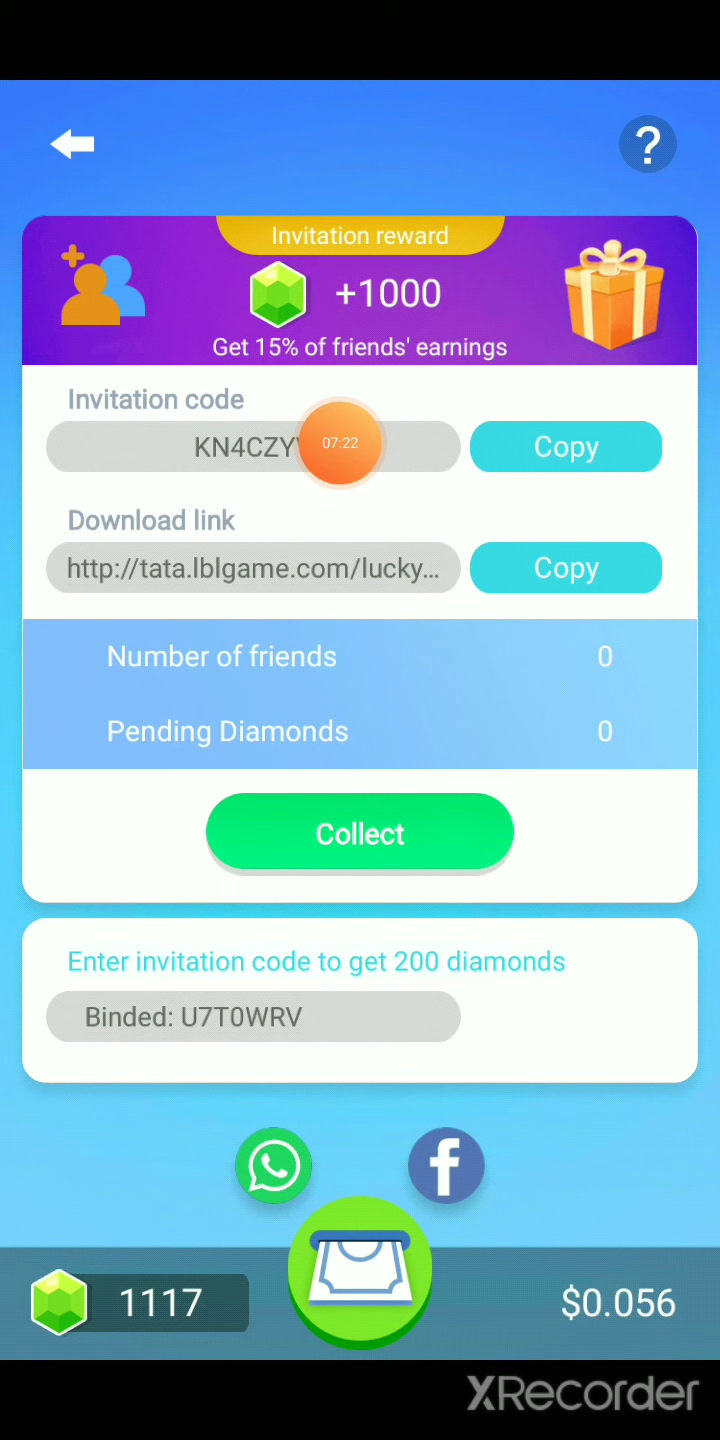 ?
Invitation reward
+1000
Get 15% of friends' earnings
Invitation code
07:22
Copy
Download link
http://tata.lblgame.com/lucky... Copy
Number of friends 0
Pending Diamonds 0
Collect
Enter invitation code to get 200 diamonds
Binded: U7T0WRV
f
1117 $0.056
XRecorder